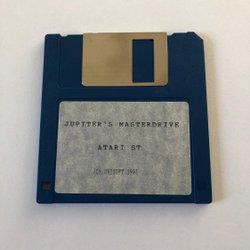 JUPITER'S MASTERDRIVE
ATARI ST
(C) UBISOFT 1990